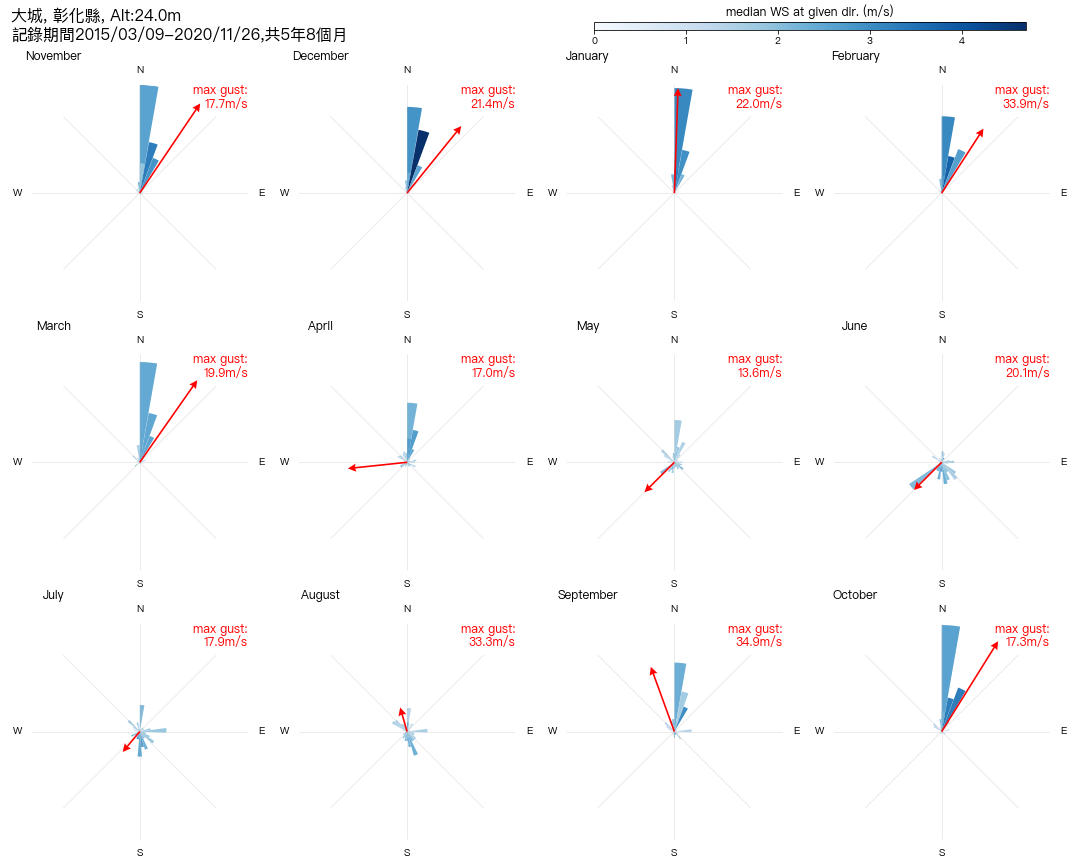 大城, 彰化縣, Alt:24.0m
記錄期間2015/03/09–2020/11/26,共5年8個月
median WS at given dir. (m/s)
0 1 2 3 4
November
N
W
E
S
max gust:
17.7m/s
December
N
W
E
max gust:
21.4m/s
January
N
W
E
S
max gust:
22.0m/s
February
N
W
E
S
max gust:
33.9m/s
March
N
W
E
S
max gust:
19.9m/s
April
N
W
E
S
max gust:
17.0m/s
May
N
W
E
S
max gust:
13.6m/s
June
N
W
E
S
max gust:
20.1m/s
July
N
W
E
S
max gust:
17.9m/s
August
N
W
E
S
max gust:
33.3m/s
September
N
W
E
S
max gust:
34.9m/s
October
N
W
E
S
max gust:
17.3m/s